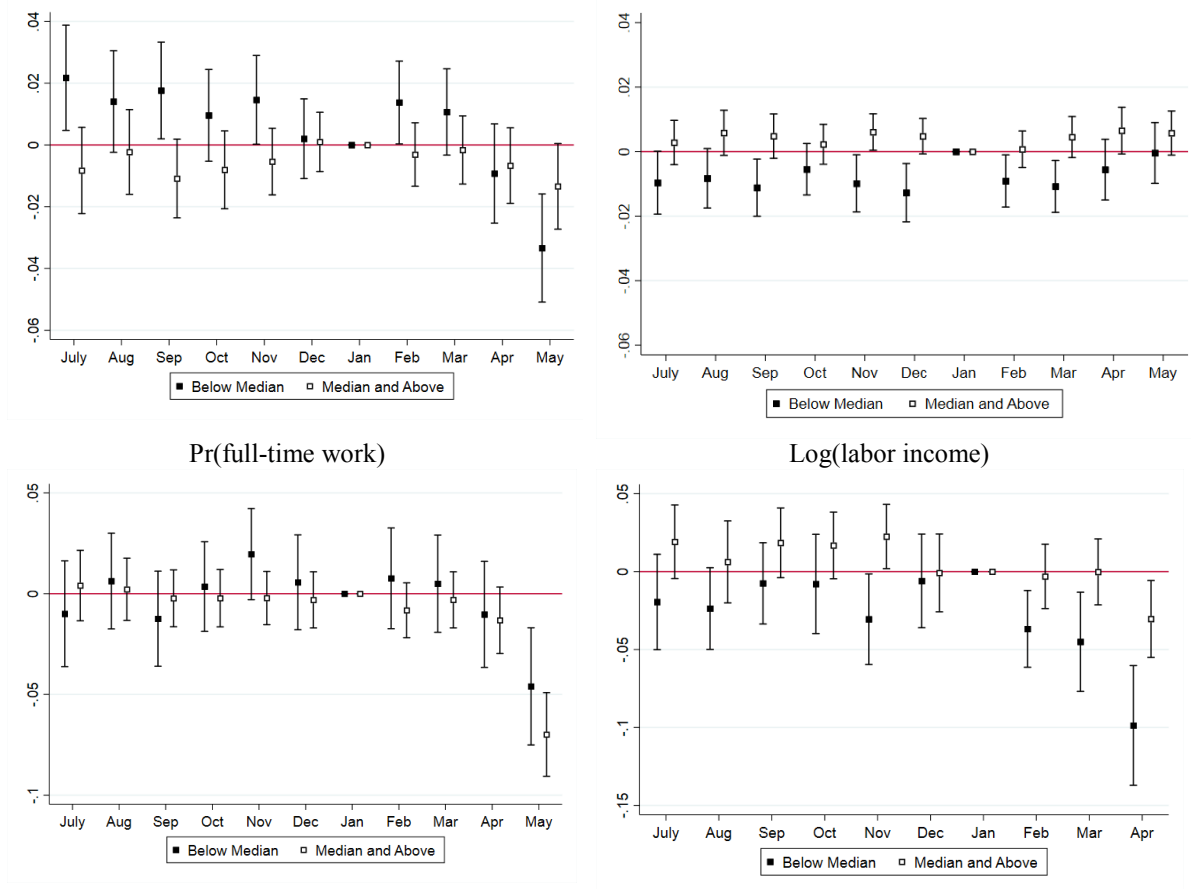 .04
.02
0
-.02
-.04
-.06
July Aug Sep Oct Nov Dec Jan Feb Mar Apr May
Below Median Median and Above
.04
.02
0
-.02
-.04
-.06
July Aug Sep Oct Nov Dec Jan Feb Mar Apr May
Below Median Median and Above
Pr(full-time work)
Log(labor income)
.05
0
-.05
-.1
July Aug Sep Oct Nov Dec Jan Feb Mar Apr May
Below Median Median and Above
.05
0
-.05
-.1
-.15
July Aug Sep Oct Nov Dec Jan Feb Mar Apr
Below Median Median and Above